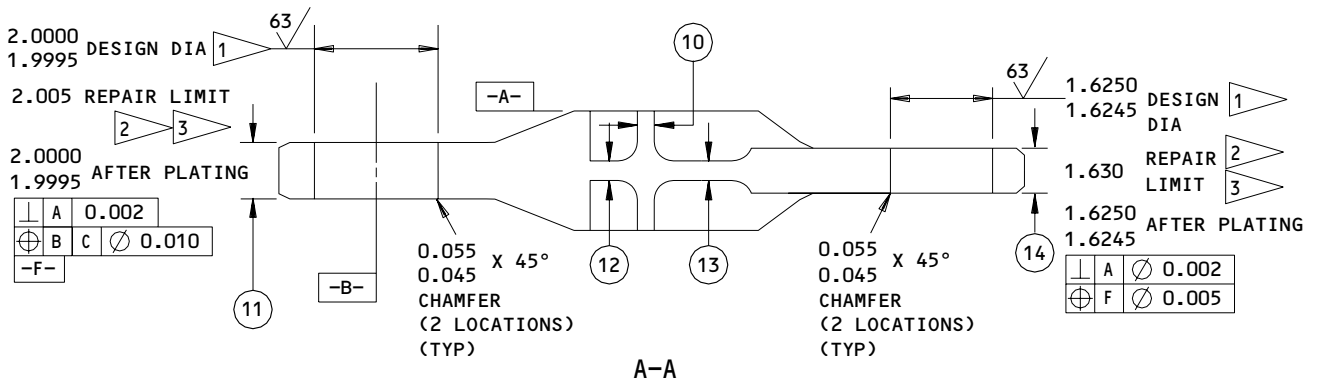 2.0000
1.9995 DESIGN DIA 1
63
2.005 REPAIR LIMIT
2 3
2.0000
1.9995 AFTER PLATING
⊥ A 0.002
⌖ B C ∅ 0.010
-F-
11
-B-
-A-
10
0.055
0.045 X 45°
CHAMFER
(2 LOCATIONS)
(TYP)
12
13
0.055
0.045 X 45°
CHAMFER
(2 LOCATIONS)
(TYP)
14
63
1.6250
1.6245 DESIGN
DIA 1
1.630 REPAIR
LIMIT 2
3
1.6250
1.6245 AFTER PLATING
⊥ A ∅ 0.002
⌖ F ∅ 0.005
A-A